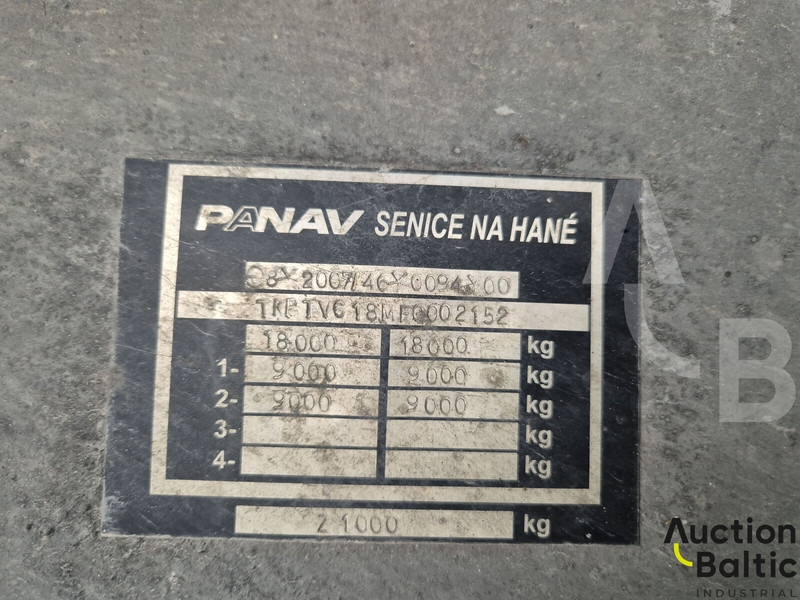 PANAV SENICE NA HANÉ
e8*2007/46*0094*00
18000 18000 kg
1- 9000 9000 kg
2- 9000 9000 kg
3- kg
4- kg
21000 kg
AB
Auction
Baltic
INDUSTRIAL